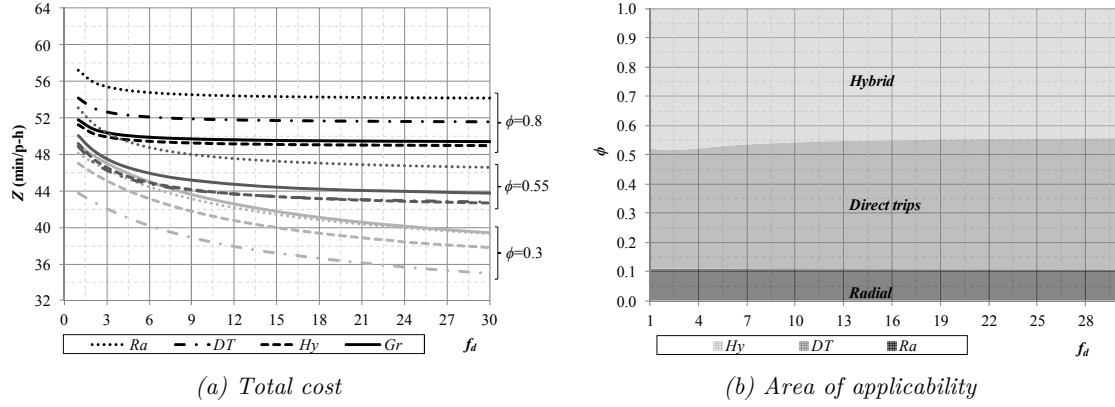 64
60
56
52
48
44
40
36
32
Z (min/p-h)
0 3 6 9 12 15 18 21 24 27 30
ϕ=0.8
ϕ=0.55
ϕ=0.3
Ra DT Hy Gr
f_d
(a) Total cost
1.0
0.9
0.8
0.7
0.6
0.5
0.4
0.3
0.2
0.1
0.0
ϕ
Hybrid
Direct trips
Radial
1 4 7 10 13 16 19 22 25 28
Hy DT Ra
f_d
(b) Area of applicability